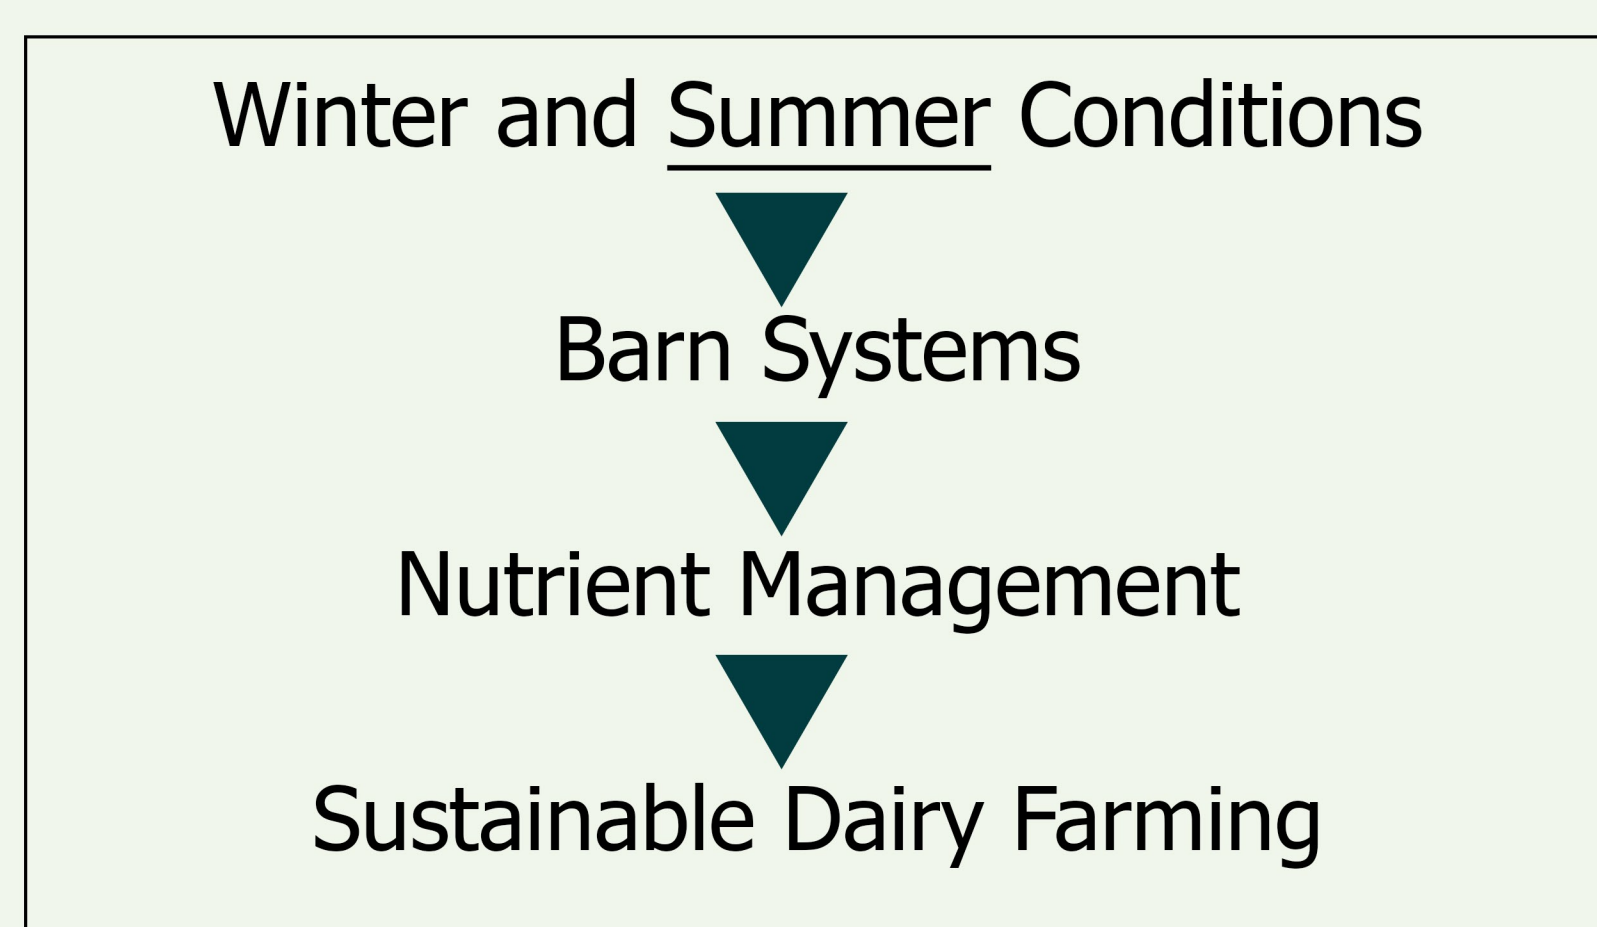 Winter and Summer Conditions
Barn Systems
Nutrient Management
Sustainable Dairy Farming